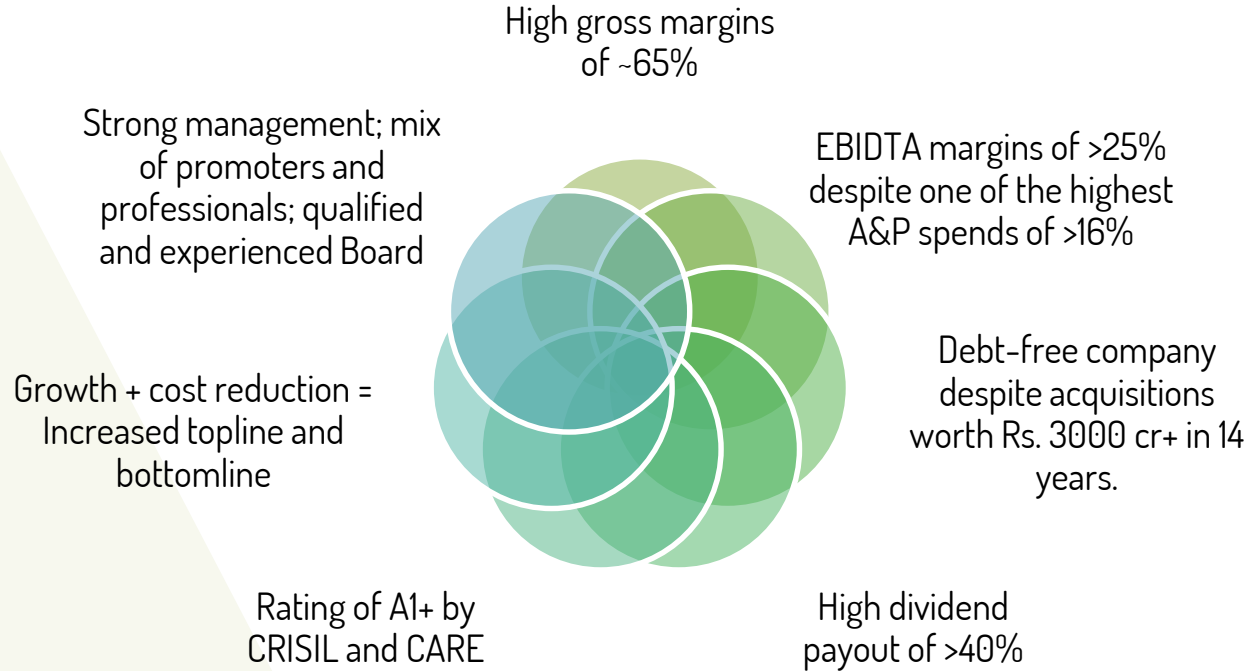 High gross margins
of ~65%
EBIDTA margins of >25%
despite one of the highest
A&P spends of >16%
Debt-free company
despite acquisitions
worth Rs. 3000 cr+ in 14
years.
High dividend
payout of >40%
Rating of A1+ by
CRISIL and CARE
Growth + cost reduction =
Increased topline and
bottomline
Strong management; mix
of promoters and
professionals; qualified
and experienced Board